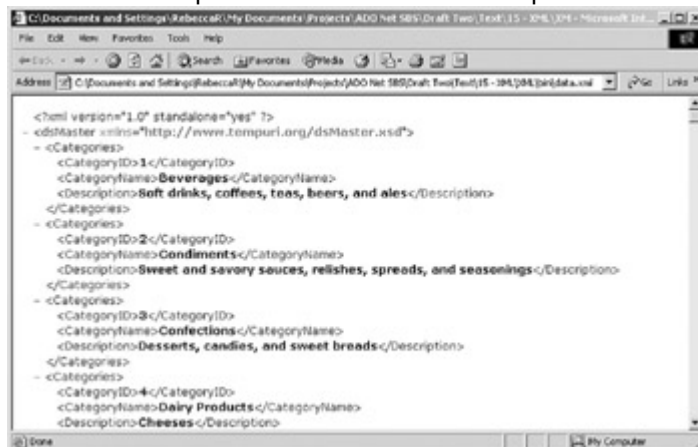 C:\Documents and Settings\RebeccaR\My Documents\Projects\ADO Net SBS\Draft Two\Text\15 - XML\XML - Microsoft Int...
File Edit View Favorites Tools Help
Back Search Favorites Media
Address C:\Documents and Settings\RebeccaR\My Documents\Projects\ADO Net SBS\Draft Two\Text\15 - XML\XML\bin\data.xml Go Links
<?xml version="1.0" standalone="yes" ?>
- <dsMaster xmlns="http://www.tempuri.org/dsMaster.xsd">
- <Categories>
<CategoryID>1</CategoryID>
<CategoryName>Beverages</CategoryName>
<Description>Soft drinks, coffees, teas, beers, and ales</Description>
</Categories>
- <Categories>
<CategoryID>2</CategoryID>
<CategoryName>Condiments</CategoryName>
<Description>Sweet and savory sauces, relishes, spreads, and seasonings</Description>
</Categories>
- <Categories>
<CategoryID>3</CategoryID>
<CategoryName>Confections</CategoryName>
<Description>Desserts, candies, and sweet breads</Description>
</Categories>
- <Categories>
<CategoryID>4</CategoryID>
<CategoryName>Dairy Products</CategoryName>
<Description>Cheeses</Description>
Done My Computer